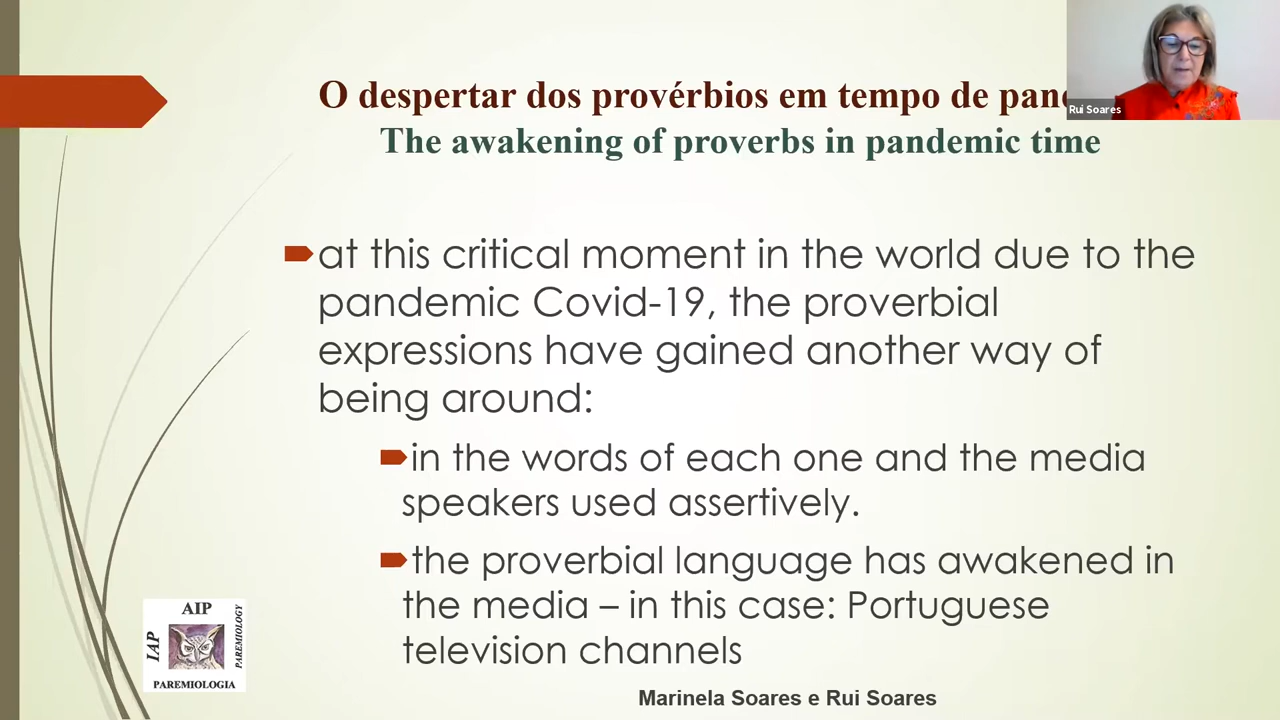 O despertar dos provérbios em tempo de
Rui Soares
The awakening of proverbs in pandemic time
at this critical moment in the world due to the
pandemic Covid-19, the proverbial
expressions have gained another way of
being around:
in the words of each one and the media
speakers used assertively.
the proverbial language has awakened in
the media – in this case: Portuguese
television channels
AIP
IAP
PAREMIOLOGY
PAREMIOLOGIA
Marinela Soares e Rui Soares